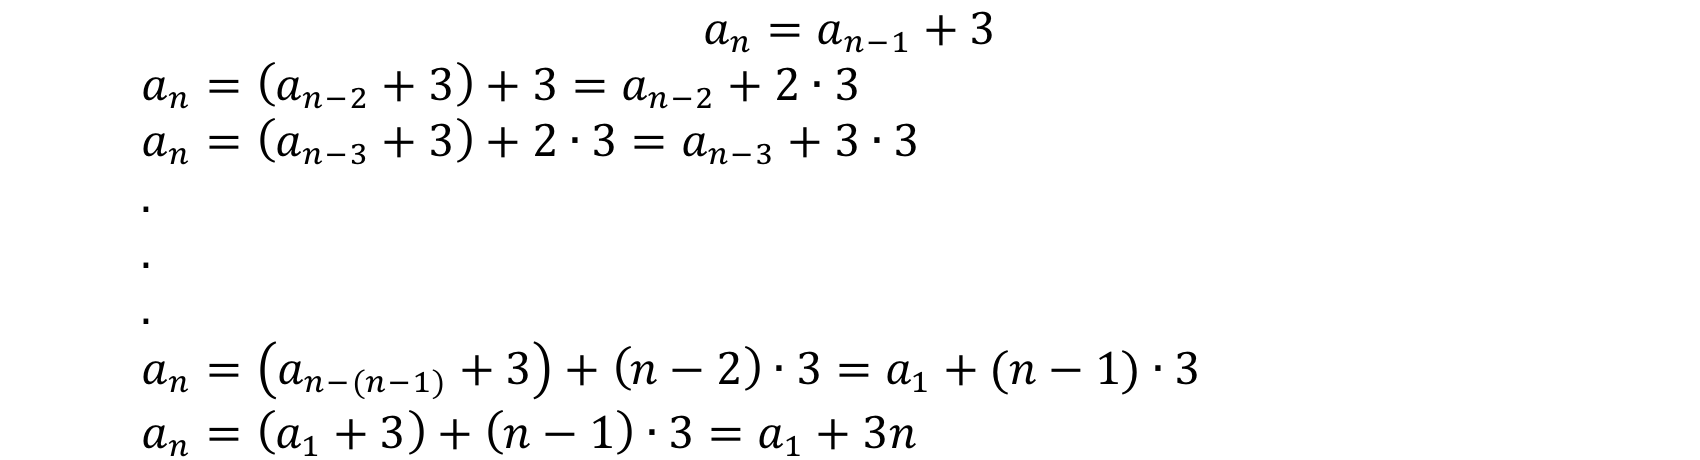 aₙ = aₙ₋₁ + 3
aₙ = (aₙ₋₂ + 3) + 3 = aₙ₋₂ + 2 · 3
aₙ = (aₙ₋₃ + 3) + 2 · 3 = aₙ₋₃ + 3 · 3
.
.
.
aₙ = (aₙ₋₍ₙ₋₁₎ + 3) + (n − 2) · 3 = a₁ + (n − 1) · 3
aₙ = (a₁ + 3) + (n − 1) · 3 = a₁ + 3n